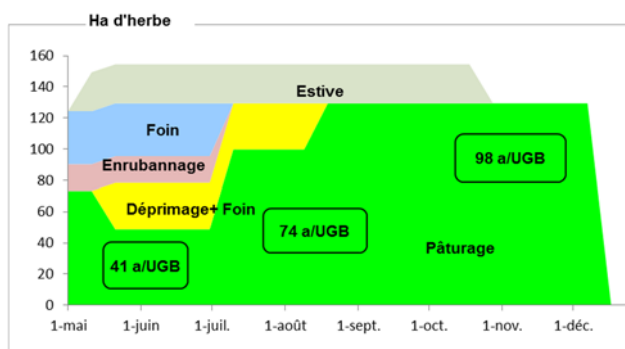 Ha d'herbe
160
140
120
100
80
60
40
20
0
Estive
Foin
Enrubannage
Déprimage+ Foin
98 a/UGB
74 a/UGB
41 a/UGB
Pâturage
1-mai 1-juin 1-juil. 1-août 1-sept. 1-oct. 1-nov. 1-déc.